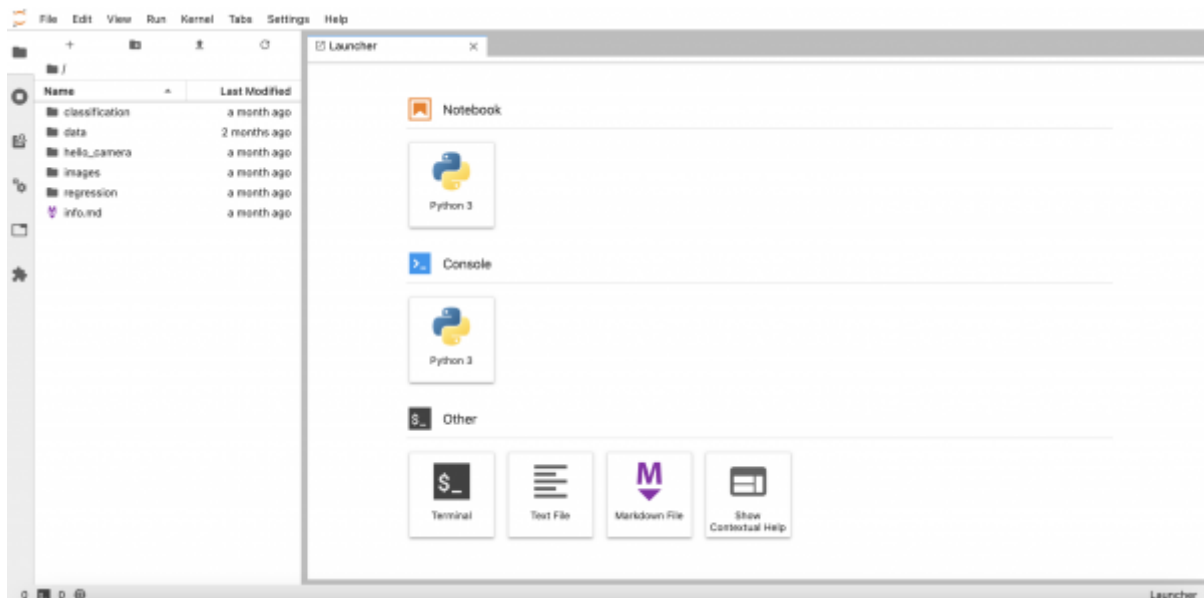 File Edit View Run Kernel Tabs Settings Help
Launcher
/
Name Last Modified
classification a month ago
data 2 months ago
hello_camera a month ago
images a month ago
regression a month ago
info.md a month ago
Notebook
Python 3
Console
Python 3
$_ Other
$_
M
Terminal
Text File
Markdown File
Show
Contextual Help
0 0
Launcher